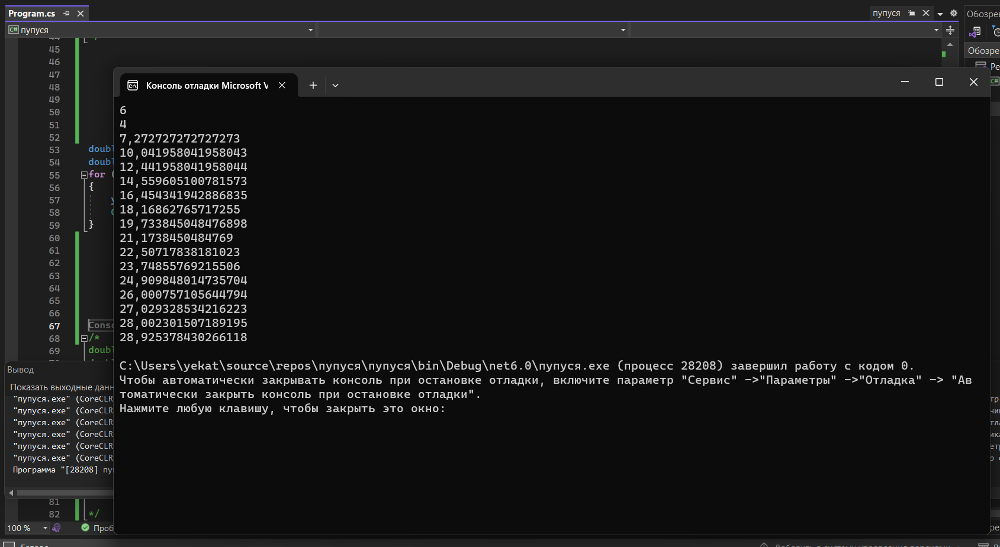 Program.cs
пупуся
Обозре
C# пупуся
Обозре
44
45
46
47
48
49
50
51
52
53 doubl
54 doubl
55 for (
56 {
57 y
58
59 }
60
61
62
63
64
65
66
67 Conso
68 /*
69 doubl
Консоль отладки Microsoft V
6
4
7,272727272727273
10,041958041958043
12,441958041958044
14,559605100781573
16,454341942886835
18,16862765717255
19,733845048476898
21,1738450484769
22,50717838181023
23,74855769215506
24,909848014735704
26,000757105644794
27,029328534216223
28,002301507189195
28,925378430266118
C:\Users\yekat\source\repos\пупуся\пупуся\bin\Debug\net6.0\пупуся.exe (процесс 28208) завершил работу с кодом 0.
Чтобы автоматически закрывать консоль при остановке отладки, включите параметр "Сервис" ->"Параметры" ->"Отладка" -> "Ав
томатически закрыть консоль при остановке отладки".
Нажмите любую клавишу, чтобы закрыть это окно:
Вывод
Показать выходные данн
"пупуся.exe" (CoreCLR
"пупуся.exe" (CoreCLR
"пупуся.exe" (CoreCLR
"пупуся.exe" (CoreCLR
"пупуся.exe" (CoreCLR
"пупуся.exe" (CoreCLR
Программа "[28208] пу
81
82 */
100 %
Проб